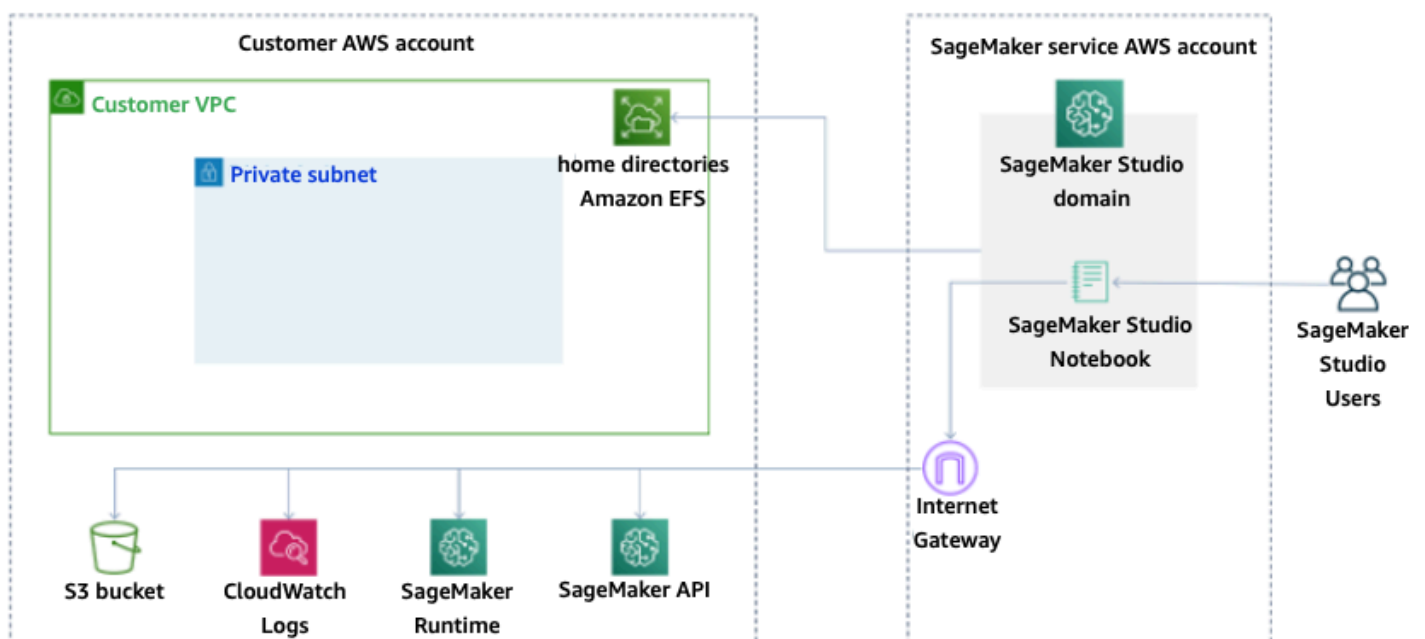 Customer AWS account
SageMaker service AWS account
Customer VPC
Private subnet
home directories
Amazon EFS
SageMaker Studio
domain
SageMaker Studio
Notebook
SageMaker
Studio
Users
Internet
Gateway
S3 bucket
CloudWatch
Logs
SageMaker
Runtime
SageMaker API